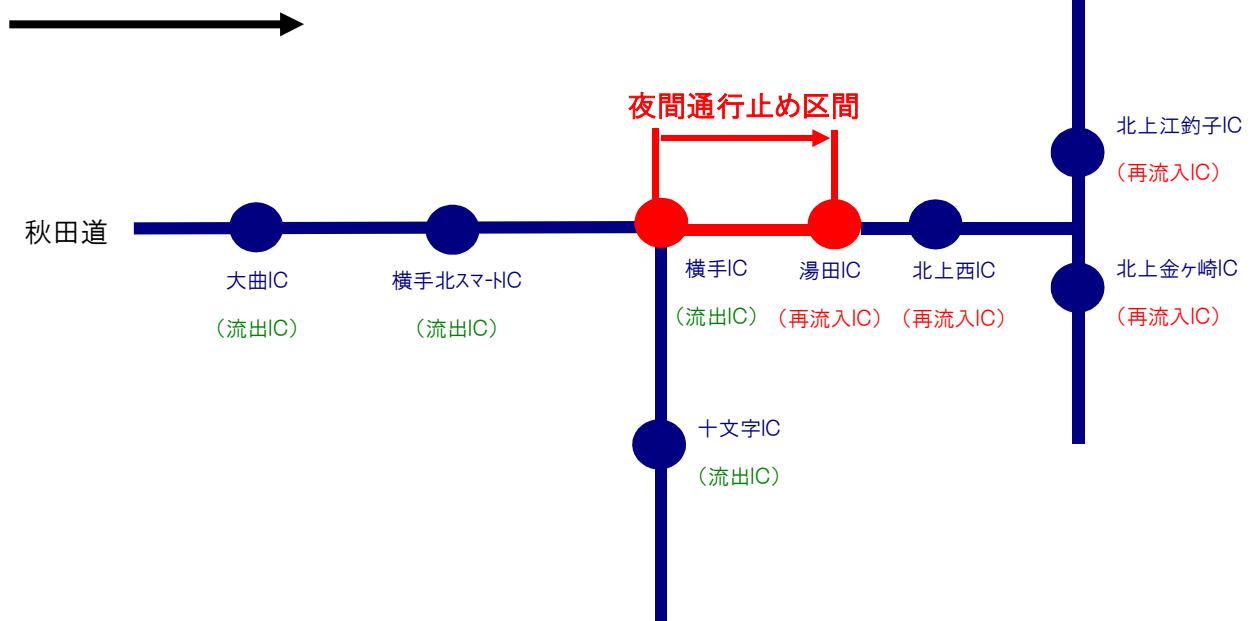 夜間通行止め区間
北上江釣子IC
（再流入IC）
秋田道
大曲IC
（流出IC）
横手北スマートIC
（流出IC）
横手IC
（流出IC）
湯田IC
（再流入IC）
北上西IC
（再流入IC）
北上金ヶ崎IC
（再流入IC）
十文字IC
（流出IC）